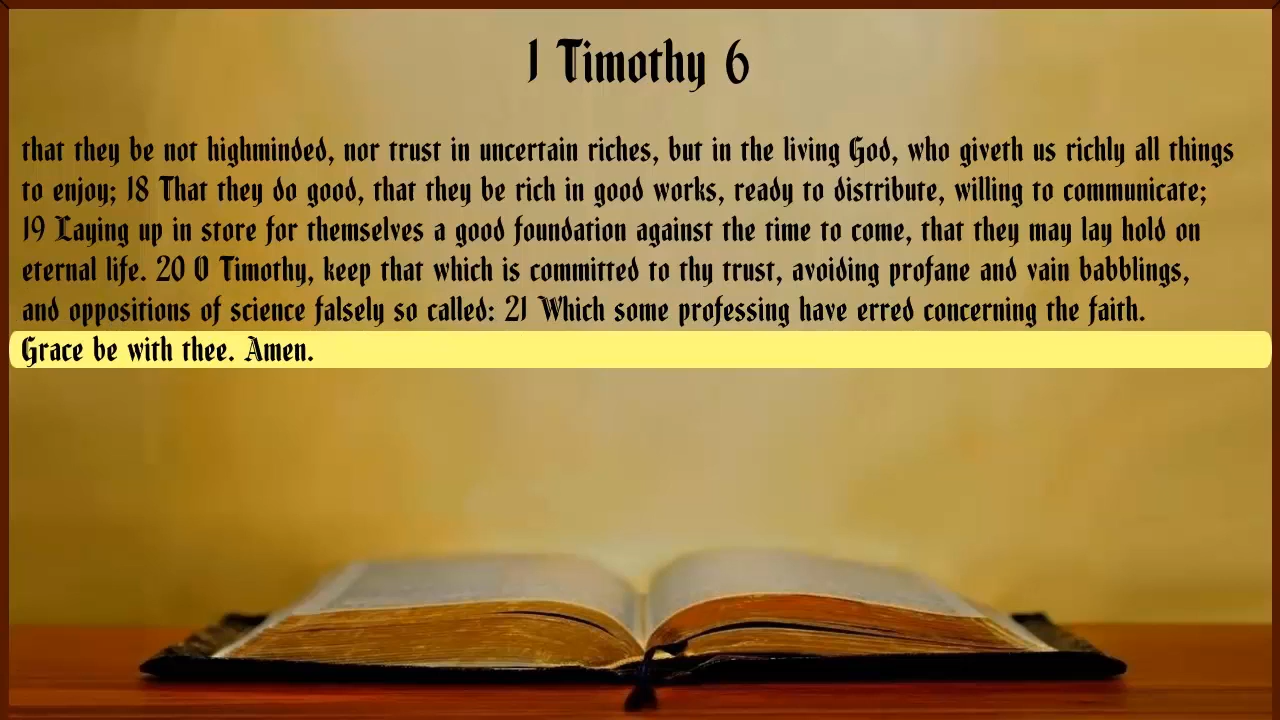 1 Timothy 6
that they be not highminded, nor trust in uncertain riches, but in the living God, who giveth us richly all things
to enjoy; 18 That they do good, that they be rich in good works, ready to distribute, willing to communicate;
19 Laying up in store for themselves a good foundation against the time to come, that they may lay hold on
eternal life. 20 O Timothy, keep that which is committed to thy trust, avoiding profane and vain babblings,
and oppositions of science falsely so called: 21 Which some professing have erred concerning the faith.
Grace be with thee. Amen.